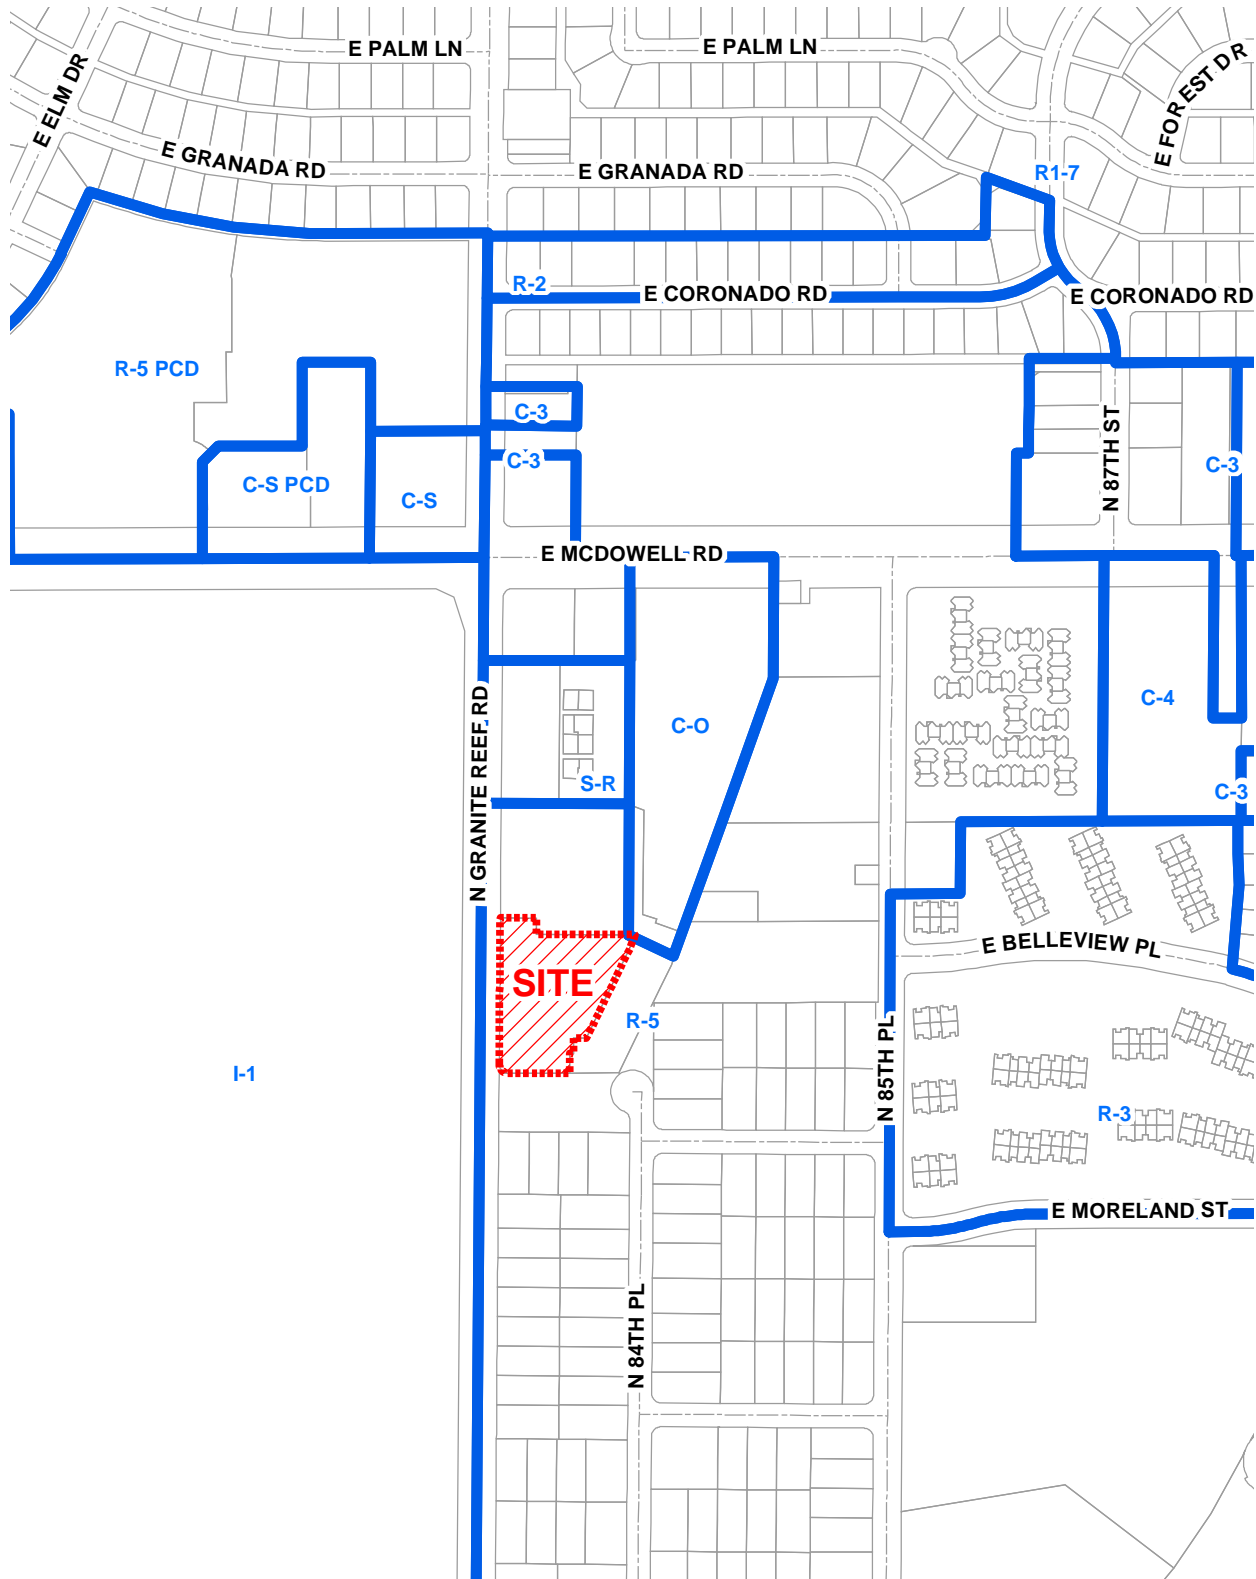 E PALM LN
E PALM LN
E ELM DR
E FOREST DR
E GRANADA RD
E GRANADA RD
R1-7
R-2
E CORONADO RD
E CORONADO RD
R-5 PCD
C-3
N 87TH ST
C-3
C-3
C-S PCD
C-S
E MCDOWELL RD
N GRANITE REEF RD
C-O
C-4
S-R
C-3
E BELLEVIEW PL
SITE
R-5
N 85TH PL
I-1
R-3
E MORELAND ST
N 84TH PL